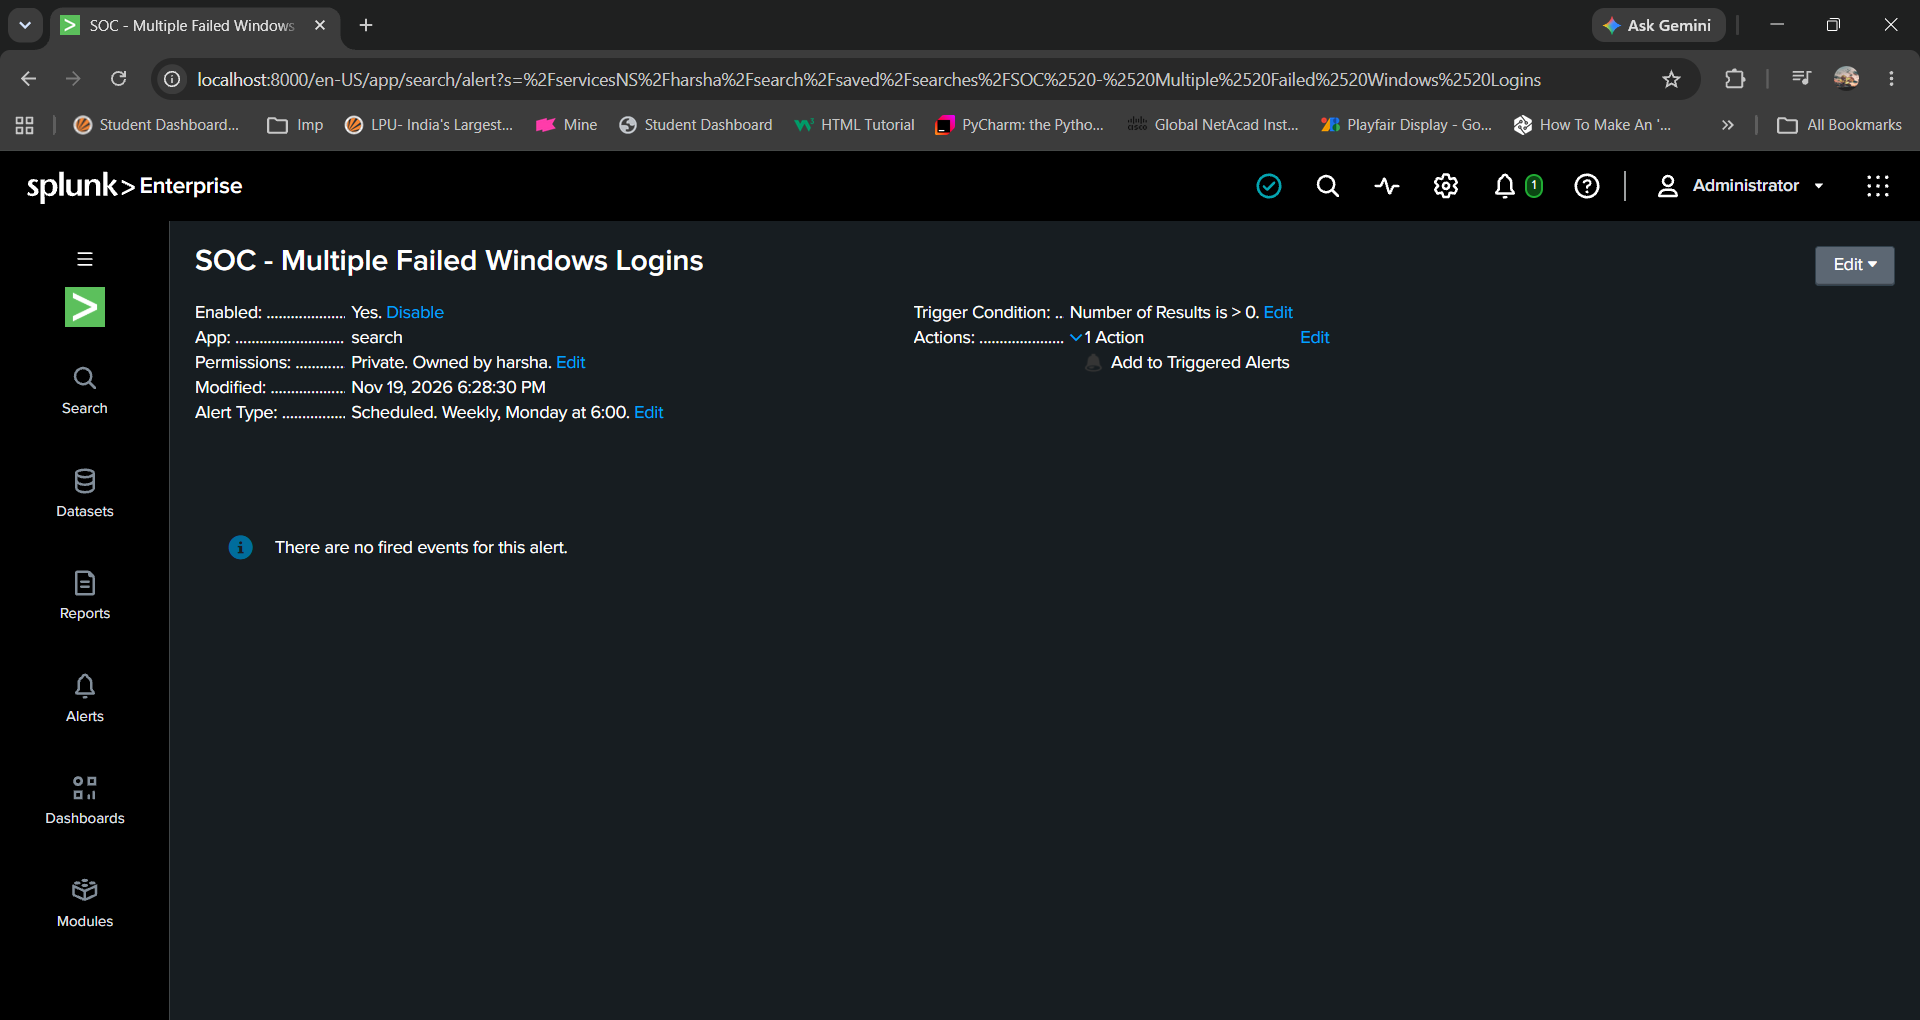 SOC - Multiple Failed Windows
Ask Gemini
localhost:8000/en-US/app/search/alert?s=%2FservicesNS%2Fharsha%2Fsearch%2Fsaved%2Fsearches%2FSOC%2520-%2520Multiple%2520Failed%2520Windows%2520Logins
Student Dashboard... Imp LPU- India's Largest... Mine Student Dashboard HTML Tutorial PyCharm: the Pytho... Global NetAcad Inst... Playfair Display - Go... How To Make An '... » All Bookmarks
splunk>Enterprise 1 Administrator
SOC - Multiple Failed Windows Logins
Edit
Enabled: ................... Yes. Disable
App: .......................... search
Permissions: ............ Private. Owned by harsha. Edit
Modified: .................. Nov 19, 2026 6:28:30 PM
Alert Type: ............... Scheduled. Weekly, Monday at 6:00. Edit
Trigger Condition: .. Number of Results is > 0. Edit
Actions: .................... 1 Action Edit
Add to Triggered Alerts
There are no fired events for this alert.
Search
Datasets
Reports
Alerts
Dashboards
Modules